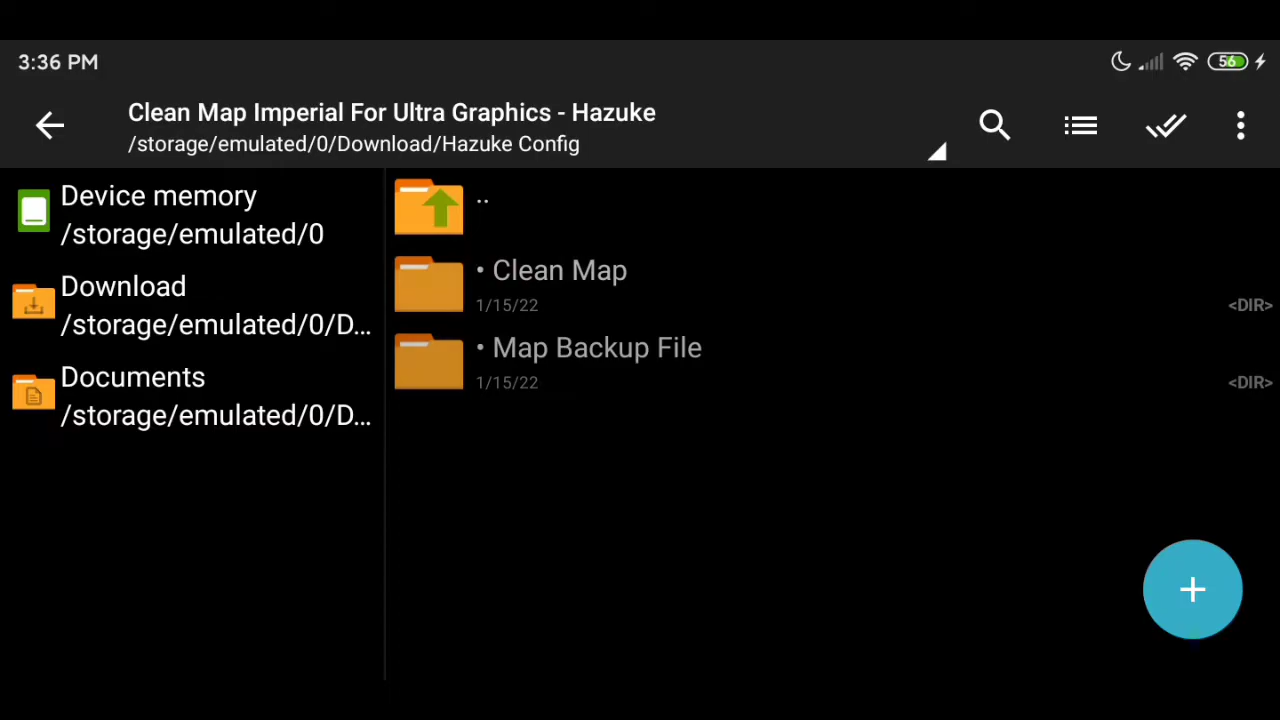 3:36 PM
56
Clean Map Imperial For Ultra Graphics - Hazuke
/storage/emulated/0/Download/Hazuke Config
Device memory
/storage/emulated/0
Download
/storage/emulated/0/D...
Documents
/storage/emulated/0/D...
..
• Clean Map
1/15/22
<DIR>
• Map Backup File
1/15/22
<DIR>